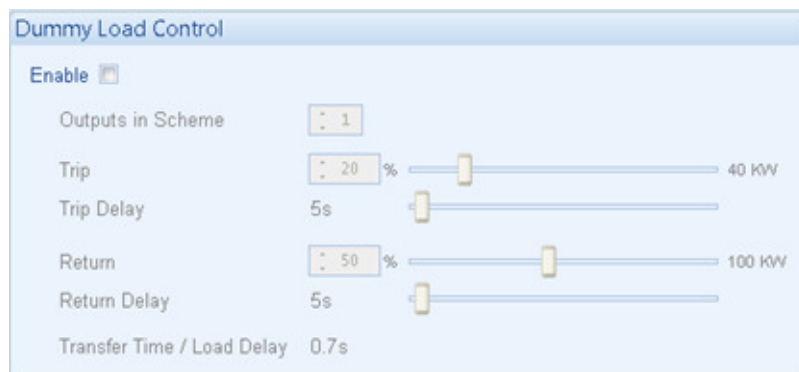 Dummy Load Control
Enable
Outputs in Scheme 1
Trip 20 % 40 KW
Trip Delay 5s
Return 50 % 100 KW
Return Delay 5s
Transfer Time / Load Delay 0.7s